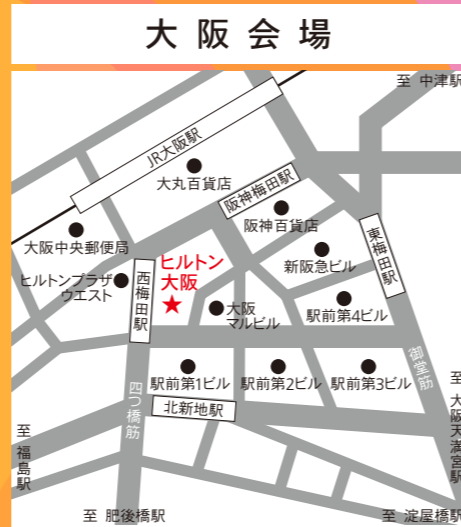 大阪会場
至 中津駅
JR大阪駅
大丸百貨店
阪神梅田駅
阪神百貨店
東梅田駅
大阪中央郵便局
ヒルトン
大阪
新阪急ビル
ヒルトンプラザ
ウエスト
西梅田駅
大阪
マルビル
駅前第4ビル
御堂筋
駅前第1ビル
駅前第2ビル
駅前第3ビル
四つ橋筋
北新地駅
至 大阪天満宮駅
至 福島駅
至 肥後橋駅
至 淀屋橋駅